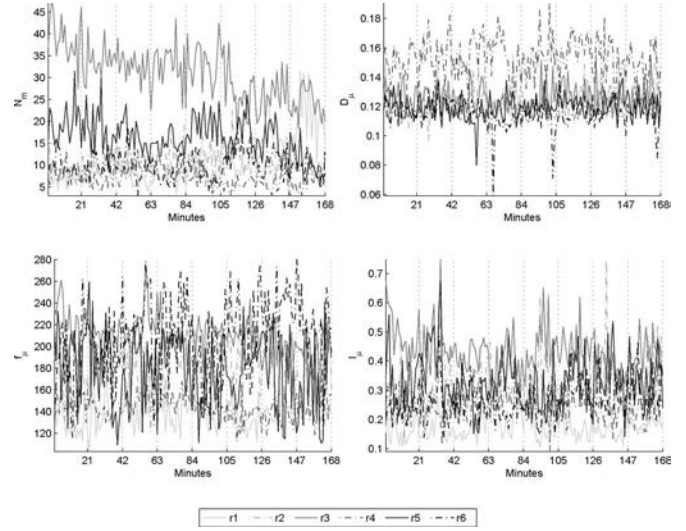 45
40
35
30
25
20
15
10
5
N_m
21 42 63 84 105 126 147 168
Minutes
0.18
0.16
0.14
0.12
0.1
0.08
0.06
D_μ
21 42 63 84 105 126 147 168
Minutes
280
260
240
220
200
180
160
140
120
f_μ
21 42 63 84 105 126 147 168
Minutes
0.7
0.6
0.5
0.4
0.3
0.2
0.1
I_μ
21 42 63 84 105 126 147 168
Minutes
r1 r2 r3 r4 r5 r6